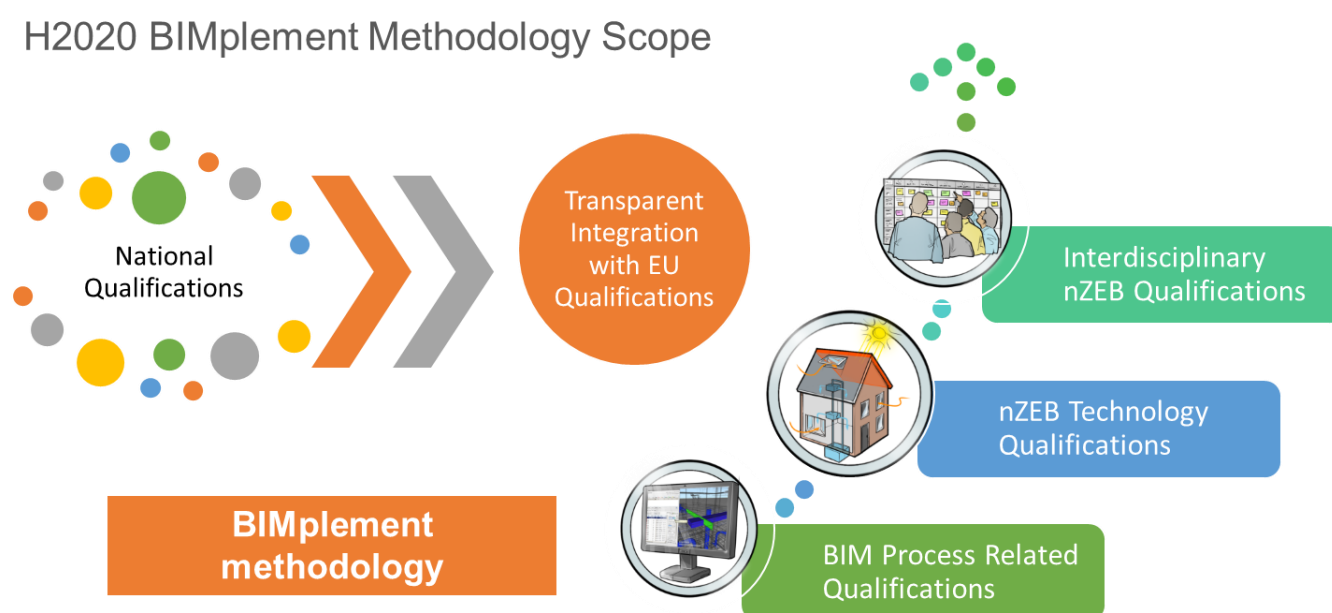 H2020 BIMplement Methodology Scope
National
Qualifications
Transparent
Integration
with EU
Qualifications
Interdisciplinary
nZEB Qualifications
nZEB Technology
Qualifications
BIMplement
methodology
BIM Process Related
Qualifications